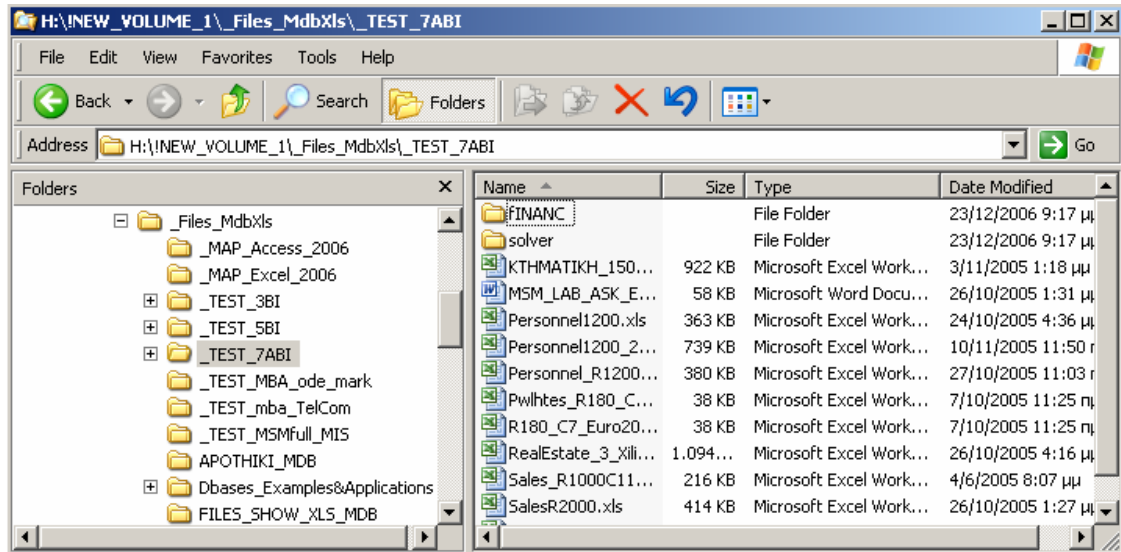 H:\!NEW_VOLUME_1\_Files_MdbXls\_TEST_7ABI
File Edit View Favorites Tools Help
Back Search Folders
Address H:\!NEW_VOLUME_1\_Files_MdbXls\_TEST_7ABI Go
Folders
_Files_MdbXls
_MAP_Access_2006
_MAP_Excel_2006
_TEST_3BI
_TEST_5BI
_TEST_7ABI
_TEST_MBA_ode_mark
_TEST_mba_TelCom
_TEST_MSMfull_MIS
APOTHIKI_MDB
Dbases_Examples&Applications
FILES_SHOW_XLS_MDB
Name Size Type Date Modified
fINANC File Folder 23/12/2006 9:17 μμ
solver File Folder 23/12/2006 9:17 μμ
KTHMATIKH_150... 922 KB Microsoft Excel Work... 3/11/2005 1:18 μμ
MSM_LAB_ASK_E... 58 KB Microsoft Word Docu... 26/10/2005 1:31 μμ
Personnel1200.xls 363 KB Microsoft Excel Work... 24/10/2005 4:36 μμ
Personnel1200_2... 739 KB Microsoft Excel Work... 10/11/2005 11:50
Personnel_R1200... 380 KB Microsoft Excel Work... 27/10/2005 11:03
Pwlhtes_R180_C... 38 KB Microsoft Excel Work... 7/10/2005 11:25 πμ
R180_C7_Euro20... 38 KB Microsoft Excel Work... 7/10/2005 11:25 πμ
RealEstate_3_Xili... 1.094... Microsoft Excel Work... 26/10/2005 4:16 μμ
Sales_R1000C11... 216 KB Microsoft Excel Work... 4/6/2005 8:07 μμ
SalesR2000.xls 414 KB Microsoft Excel Work... 26/10/2005 1:27 μμ